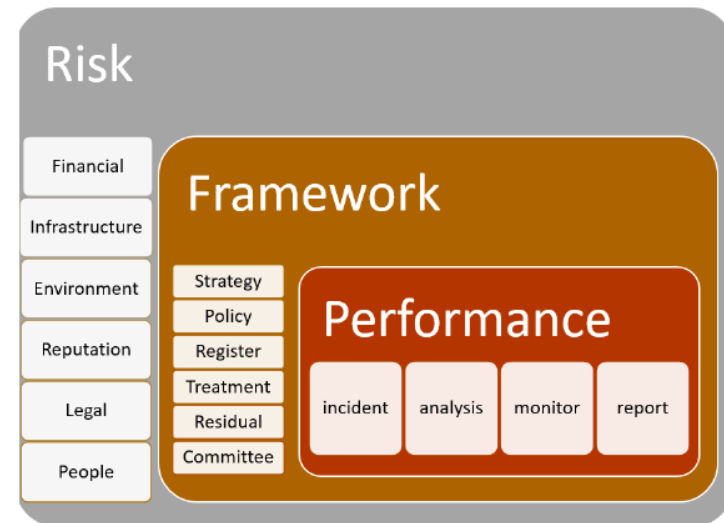 Risk
Financial
Infrastructure
Environment
Reputation
Legal
People
Framework
Strategy
Policy
Register
Treatment
Residual
Committee
Performance
incident
analysis
monitor
report